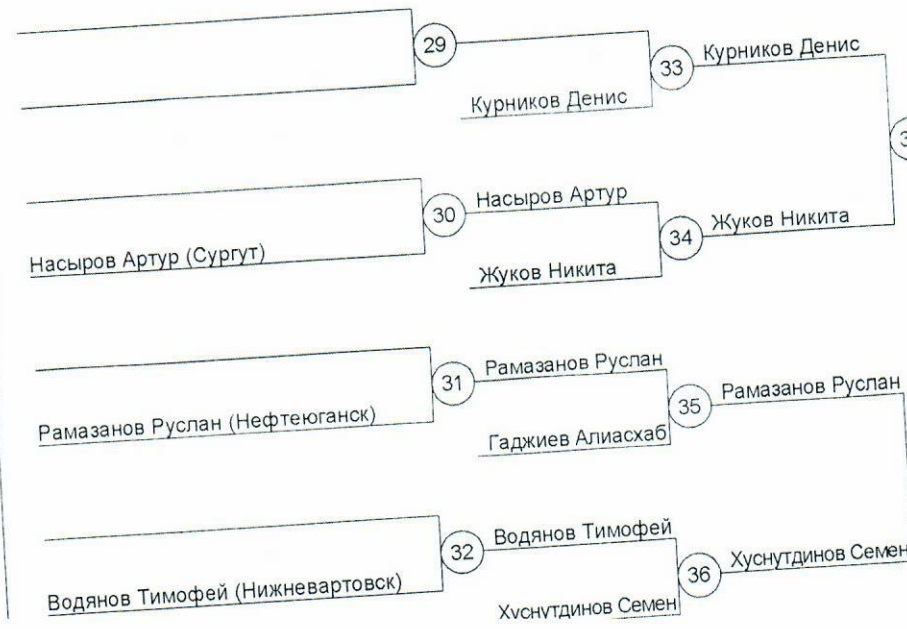 29
Курников Денис
33
Курников Денис
Насыров Артур (Сургут)
30
Насыров Артур
Жуков Никита
34
Жуков Никита
Рамазанов Руслан (Нефтеюганск)
31
Рамазанов Руслан
Гаджиев Алиасхаб
35
Рамазанов Руслан
Водянов Тимофей (Нижневартовск)
32
Водянов Тимофей
Хуснутдинов Семен
36
Хуснутдинов Семен